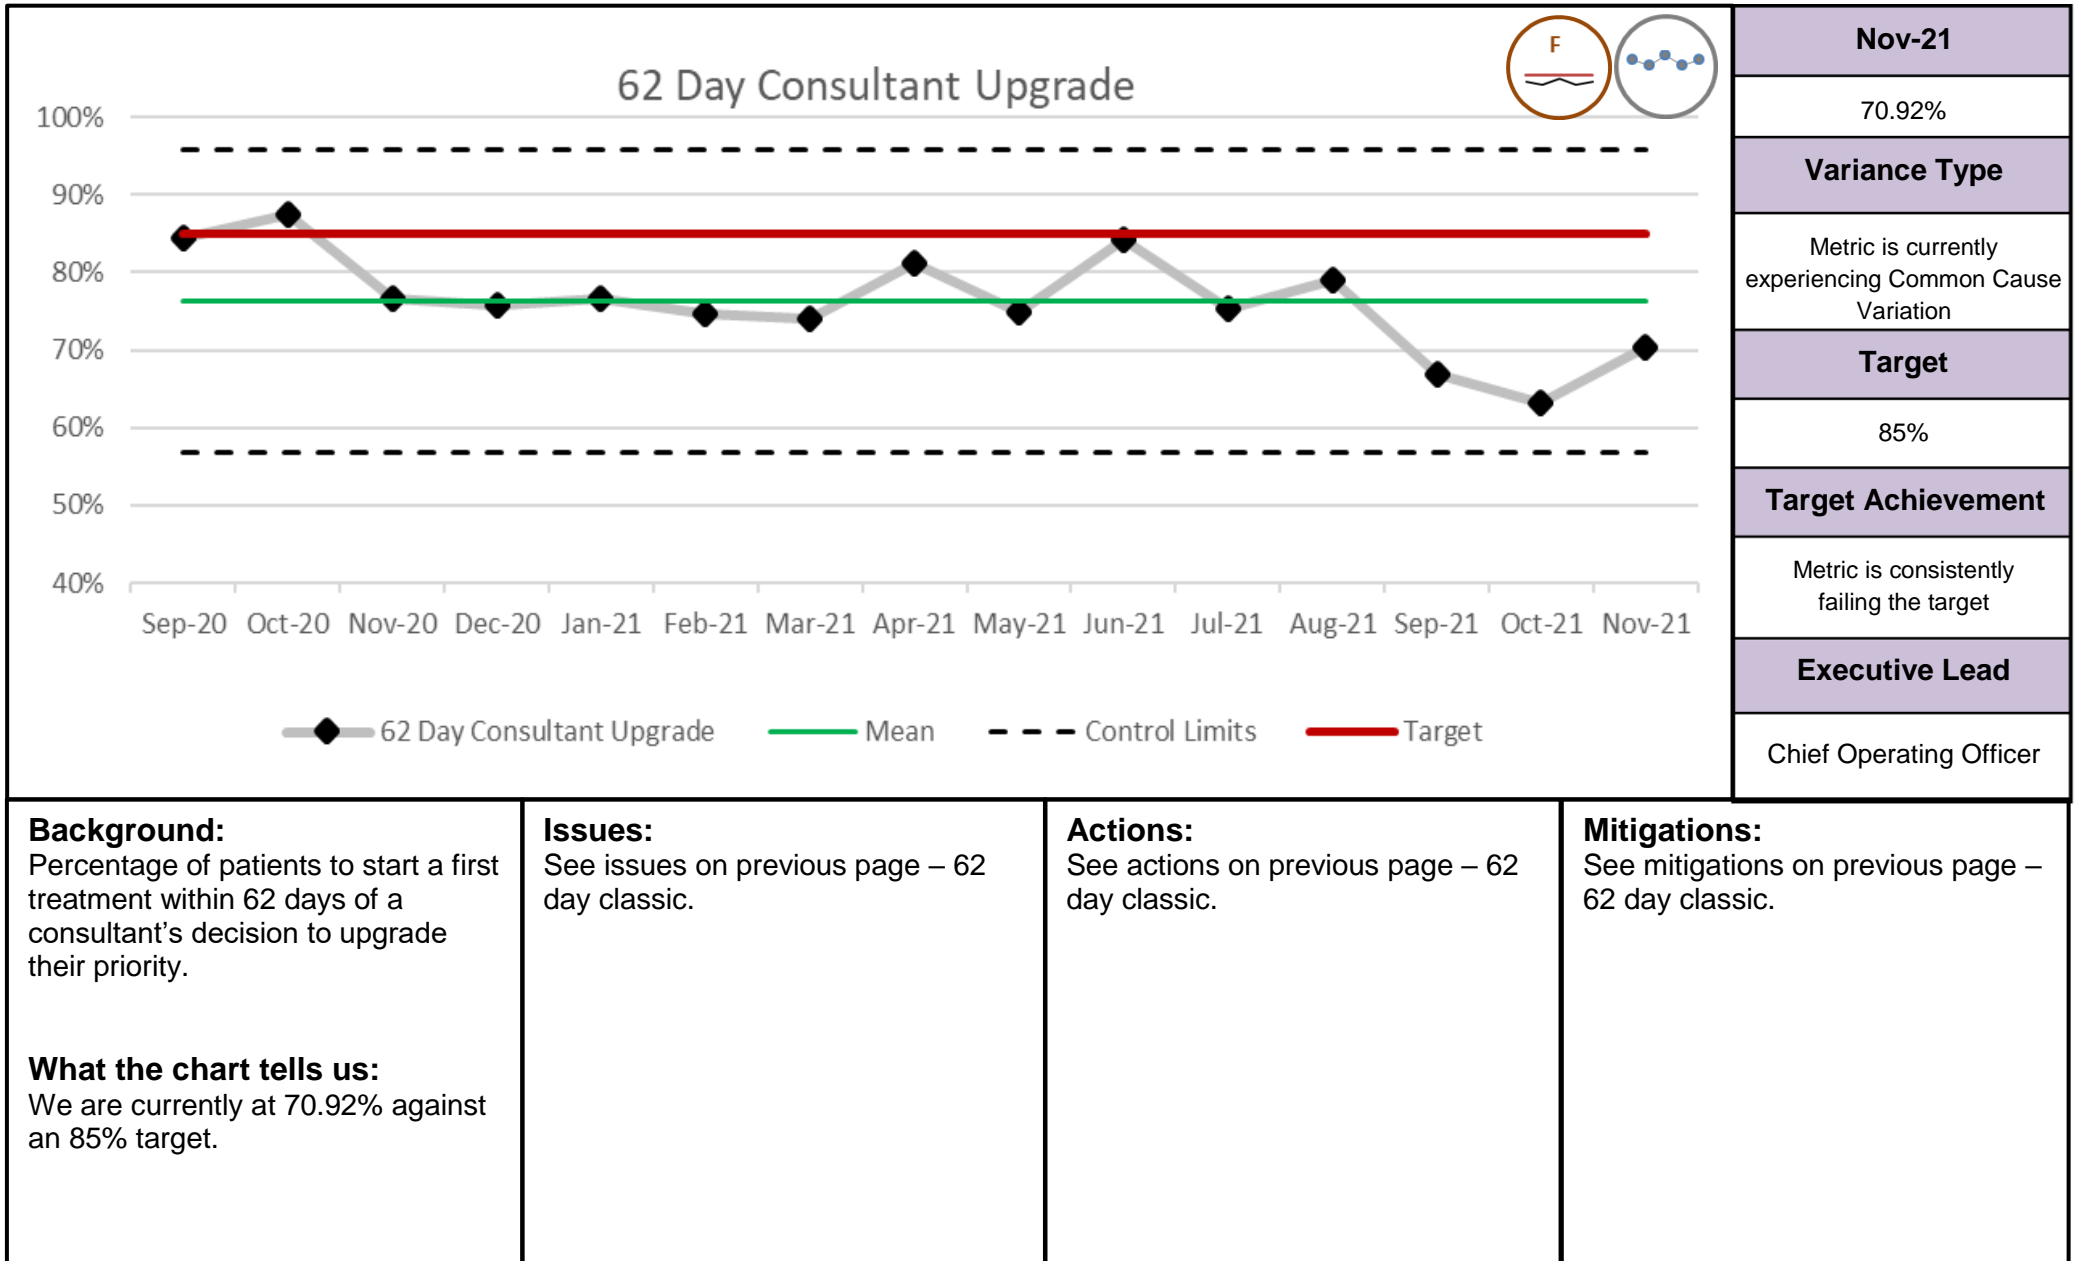 62 Day Consultant Upgrade
F
100%
90%
80%
70%
60%
50%
40%
Sep-20 Oct-20 Nov-20 Dec-20 Jan-21 Feb-21 Mar-21 Apr-21 May-21 Jun-21 Jul-21 Aug-21 Sep-21 Oct-21 Nov-21
62 Day Consultant Upgrade Mean Control Limits Target
Nov-21
70.92%
Variance Type
Metric is currently
experiencing Common Cause
Variation
Target
85%
Target Achievement
Metric is consistently
failing the target
Executive Lead
Chief Operating Officer
Background:
Percentage of patients to start a first
treatment within 62 days of a
consultant’s decision to upgrade
their priority.
What the chart tells us:
We are currently at 70.92% against
an 85% target.
Issues:
See issues on previous page – 62
day classic.
Actions:
See actions on previous page – 62
day classic.
Mitigations:
See mitigations on previous page –
62 day classic.